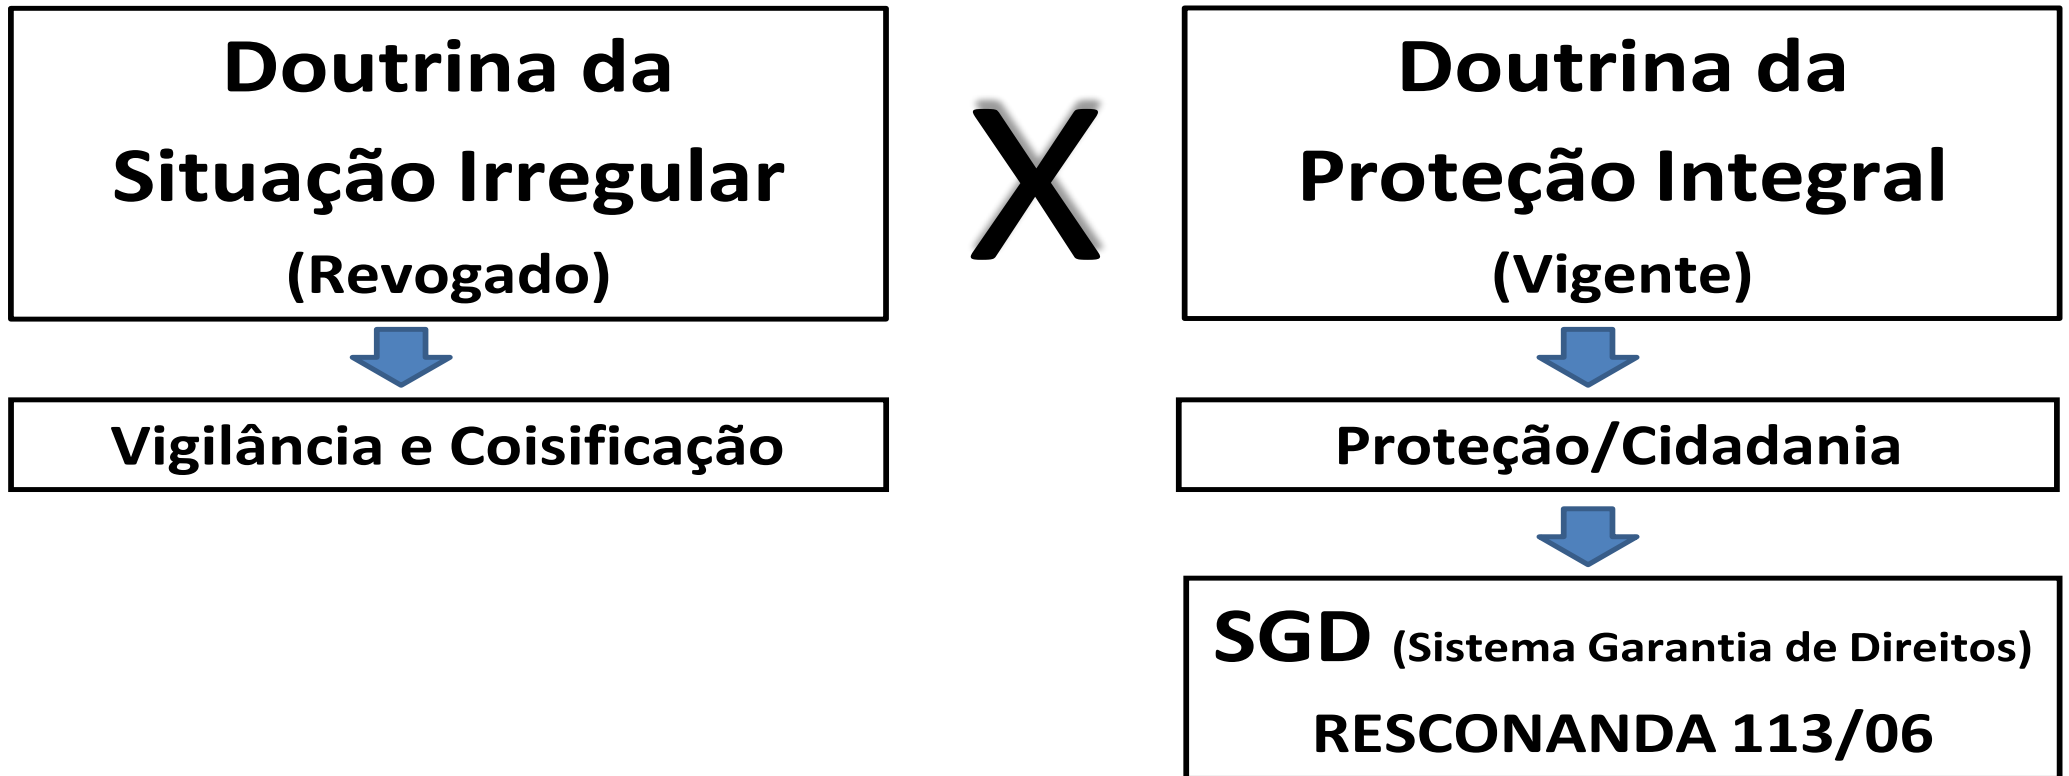 Doutrina da
Situação Irregular
(Revogado)
X
Doutrina da
Proteção Integral
(Vigente)
Vigilância e Coisificação
Proteção/Cidadania
SGD (Sistema Garantia de Direitos)
RESCONANDA 113/06